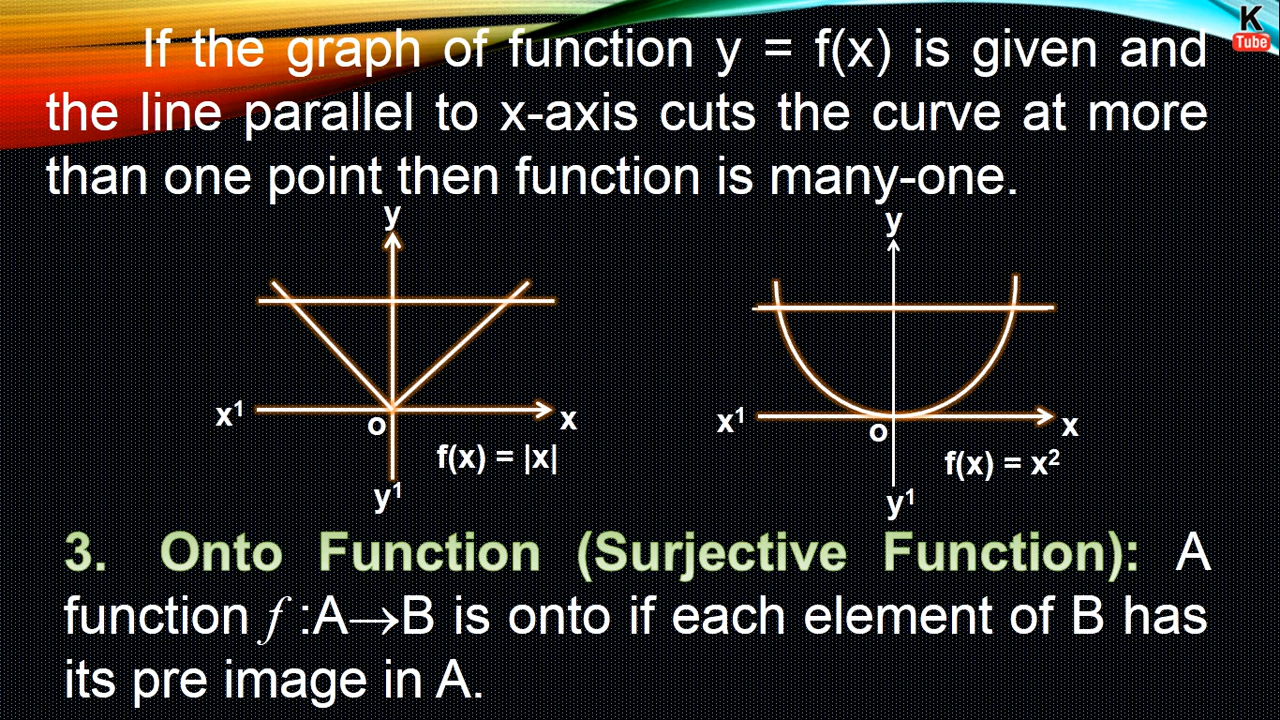 K
Tube
If the graph of function y = f(x) is given and
the line parallel to x-axis cuts the curve at more
than one point then function is many-one.
y
y
x¹
o
x
x¹
o
x
f(x) = |x|
f(x) = x²
y¹
y¹
3. Onto Function (Surjective Function): A
function f :A→B is onto if each element of B has
its pre image in A.